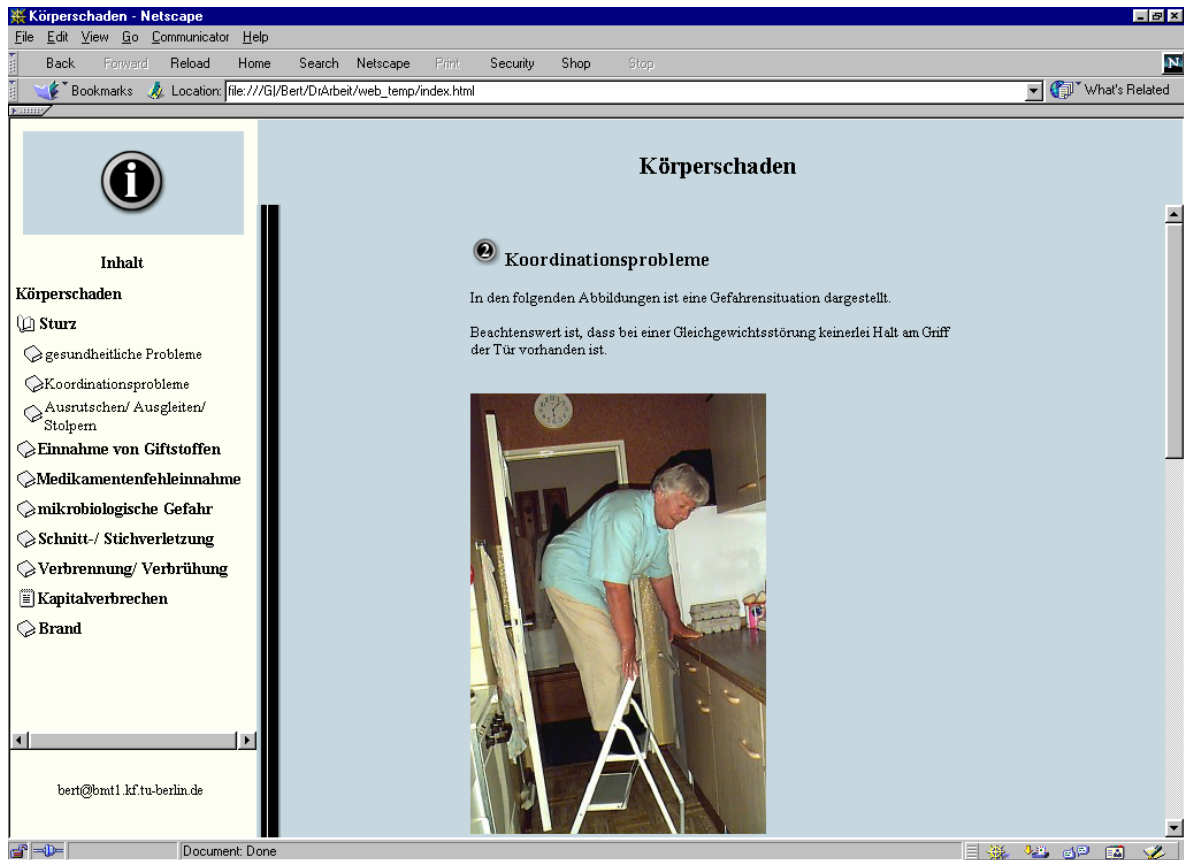 Körperschaden - Netscape
File Edit View Go Communicator Help
Back Forward Reload Home Search Netscape Print Security Shop Stop
N
Bookmarks Location: file:///G|/Bert/DrArbeit/web_temp/index.html What's Related
i
Inhalt
Körperschaden
Sturz
gesundheitliche Probleme
Koordinationsprobleme
Ausrutschen/ Ausgleiten/
Stolpern
Einnahme von Giftstoffen
Medikamentenfehleinnahme
mikrobiologische Gefahr
Schnitt-/ Stichverletzung
Verbrennung/ Verbrühung
Kapitalverbrechen
Brand
bert@bmt1.kf.tu-berlin.de
Körperschaden
2 Koordinationsprobleme
In den folgenden Abbildungen ist eine Gefahrensituation dargestellt.
Beachtenswert ist, dass bei einer Gleichgewichtsstörung keinerlei Halt am Griff
der Tür vorhanden ist.
Document: Done